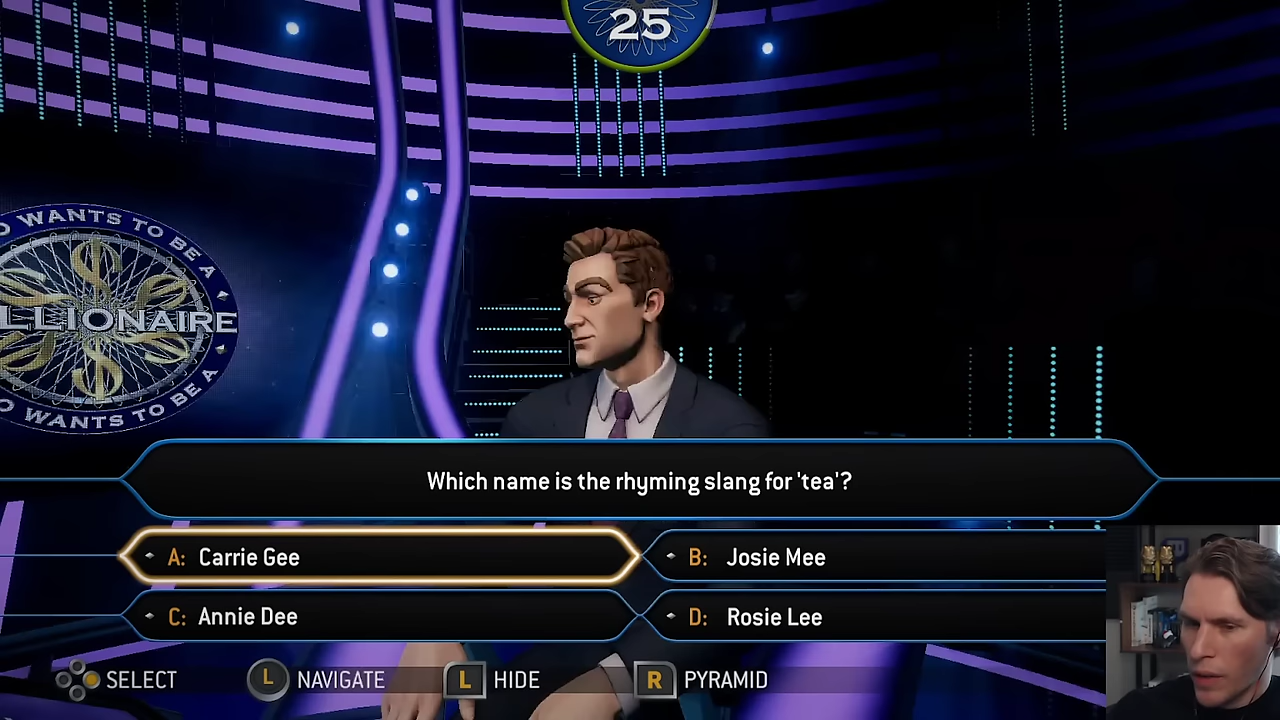 25
WANTS TO BE A
LLIONAIRE
O WANTS TO BE A
Which name is the rhyming slang for 'tea'?
A: Carrie Gee
B: Josie Mee
C: Annie Dee
D: Rosie Lee
SELECT
L NAVIGATE
L HIDE
R PYRAMID